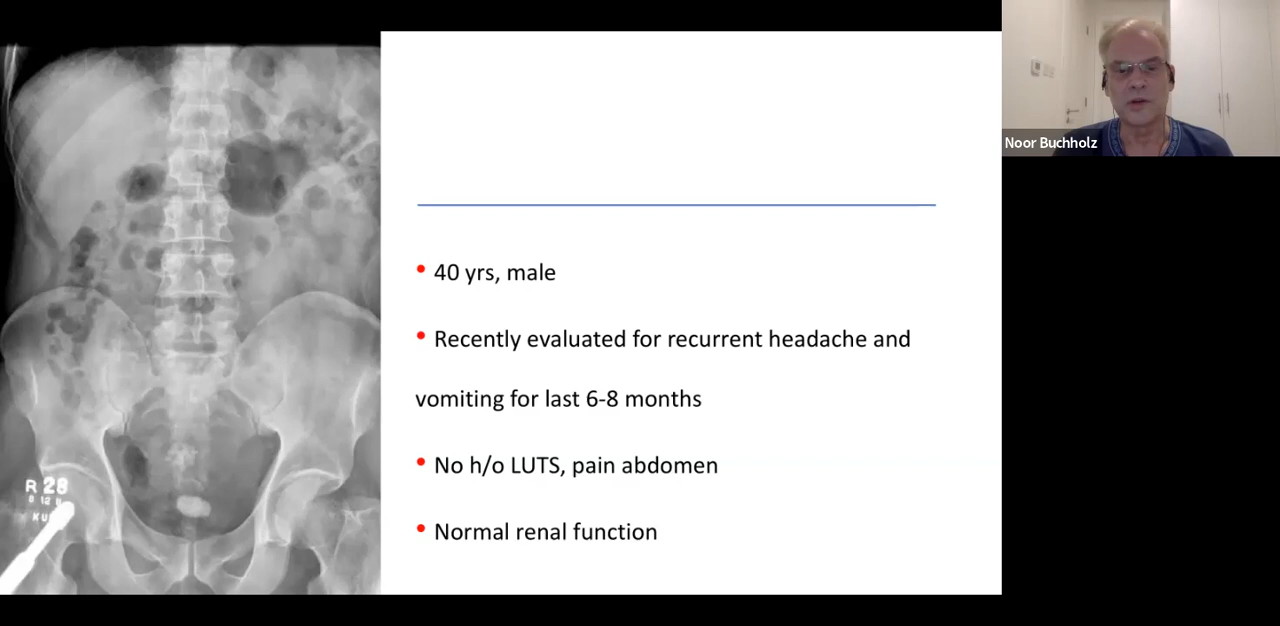 Noor Buchholz
• 40 yrs, male
• Recently evaluated for recurrent headache and
vomiting for last 6-8 months
• No h/o LUTS, pain abdomen
• Normal renal function
R 28